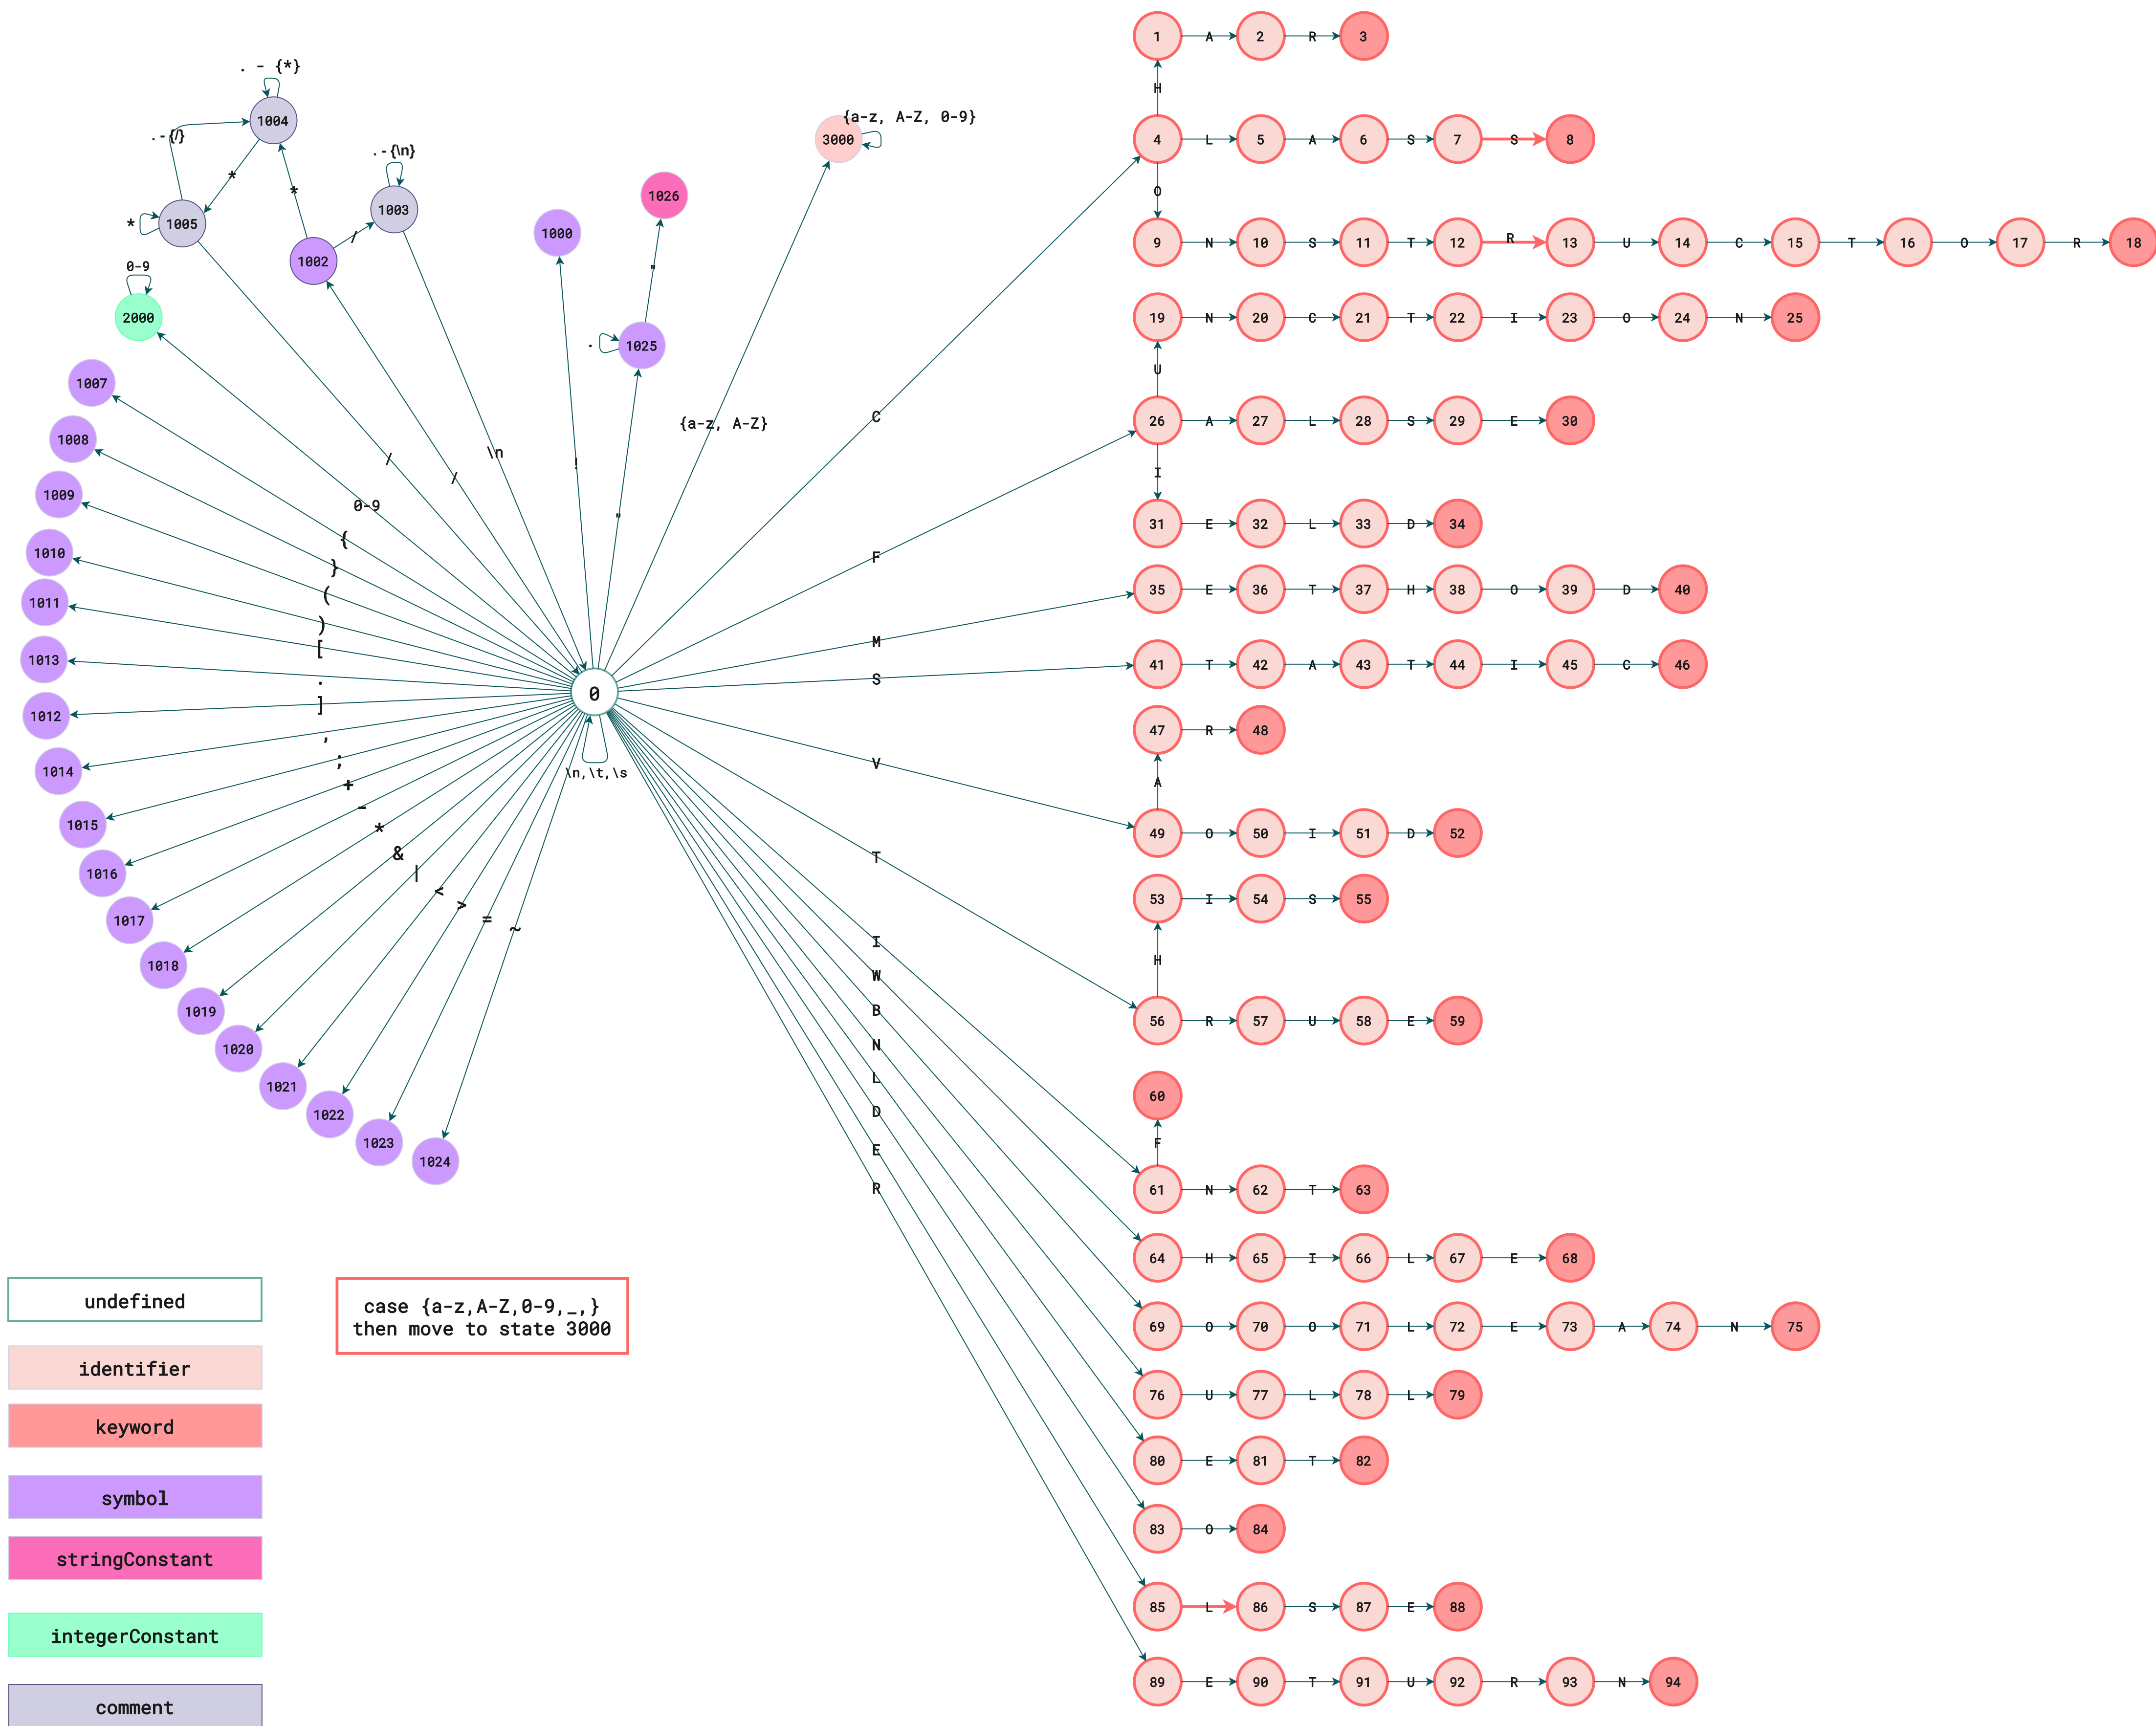 1 A 2 R 3
H
. - {*}
1004
{a-z, A-Z, 0-9}
. -{/}
3000
4 L 5 A 6 S 7 S 8
. -{\n}
*
*
1026
O
1003
* 1005
1000
/
1002
9 N 10 S 11 T 12 R 13 U 14 C 15 T 16 O 17 R 18
0-9
"
2000
19 N 20 C 21 T 22 I 23 O 24 N 25
. 1025
U
1007
C
{a-z, A-Z}
26 A 27 L 28 S 29 E 30
1008
\n
/
!
I
/
1009
0-9
"
31 E 32 L 33 D 34
{
1010
F
}
35 E 36 T 37 H 38 O 39 D 40
(
1011
)
M
[
1013
41 T 42 A 43 T 44 I 45 C 46
.
S
0
]
1012
47 R 48
,
;
V
1014
\n,\t,\s
A
+
-
1015
*
49 O 50 I 51 D 52
&
T
|
1016
<
53 I 54 S 55
>
=
1017
~
I
H
1018
W
B
1019
56 R 57 U 58 E 59
N
1020
L
1021
60
D
1022
F
1023
E
1024
R
61 N 62 T 63
64 H 65 I 66 L 67 E 68
69 O 70 O 71 L 72 E 73 A 74 N 75
76 U 77 L 78 L 79
80 E 81 T 82
83 O 84
85 L 86 S 87 E 88
89 E 90 T 91 U 92 R 93 N 94
undefined
case {a-z,A-Z,0-9,_,}
then move to state 3000
identifier
keyword
symbol
stringConstant
integerConstant
comment